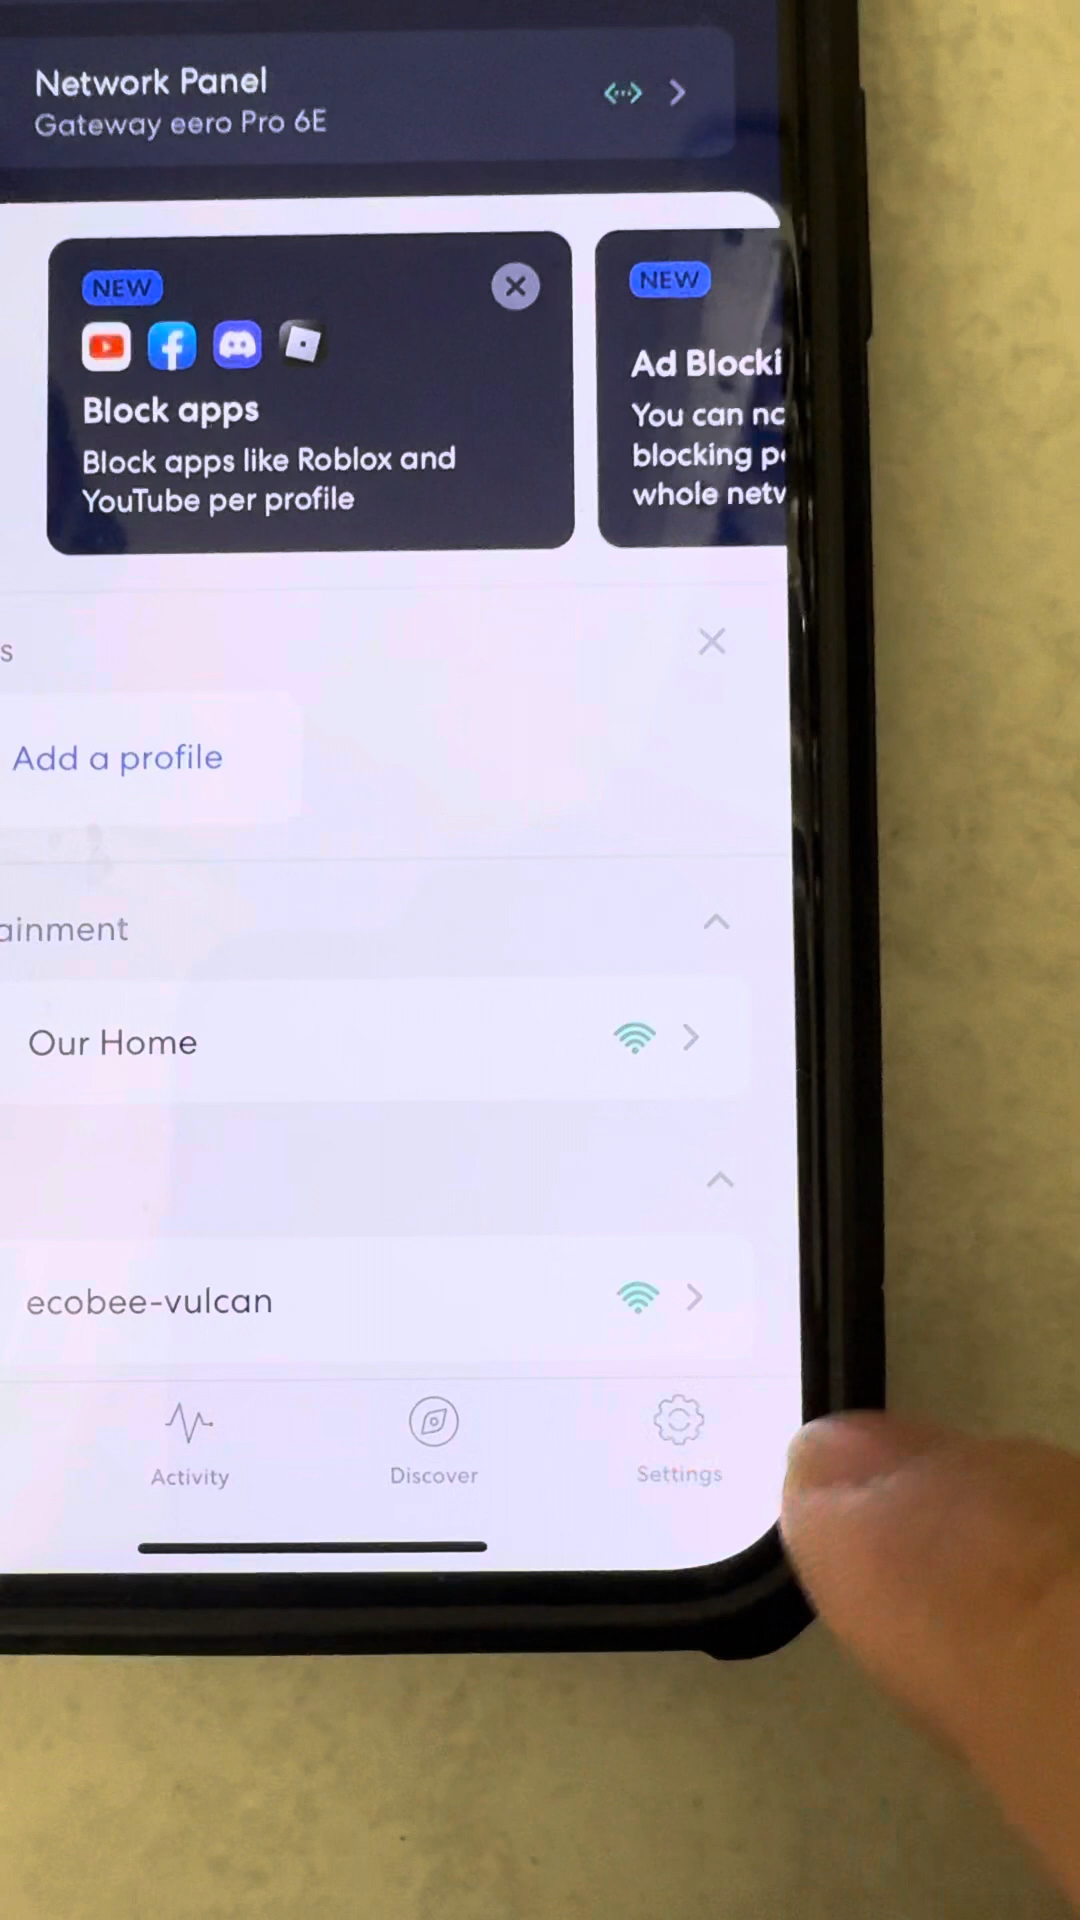 Network Panel
Gateway eero Pro 6E
NEW
Block apps
Block apps like Roblox and
YouTube per profile
NEW
Ad Blocki
You can no
blocking
whole netw
s
Add a profile
ainment
Our Home
ecobee-vulcan
Activity
Discover
Settings